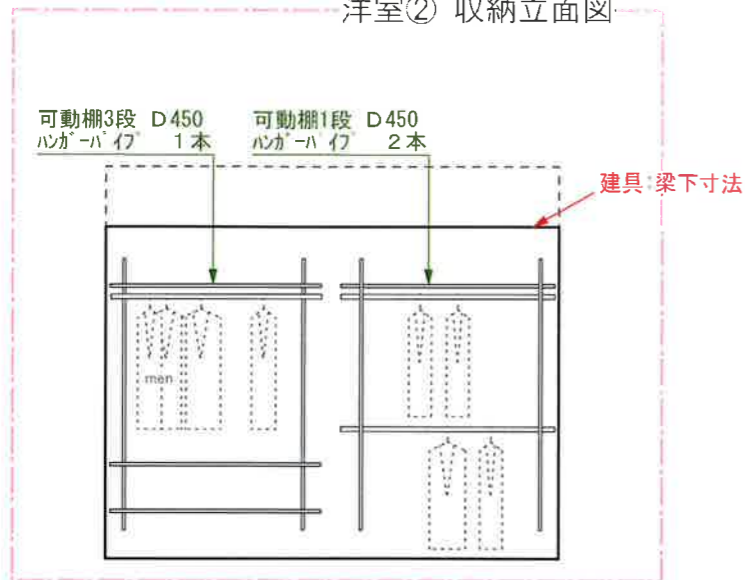 洋室② 収納立面図
可動棚3段 D450
ﾊﾝｶﾞｰﾊﾟｲﾌﾟ 1本
可動棚1段 D450
ﾊﾝｶﾞｰﾊﾟｲﾌﾟ 2本
建具:梁下寸法
men